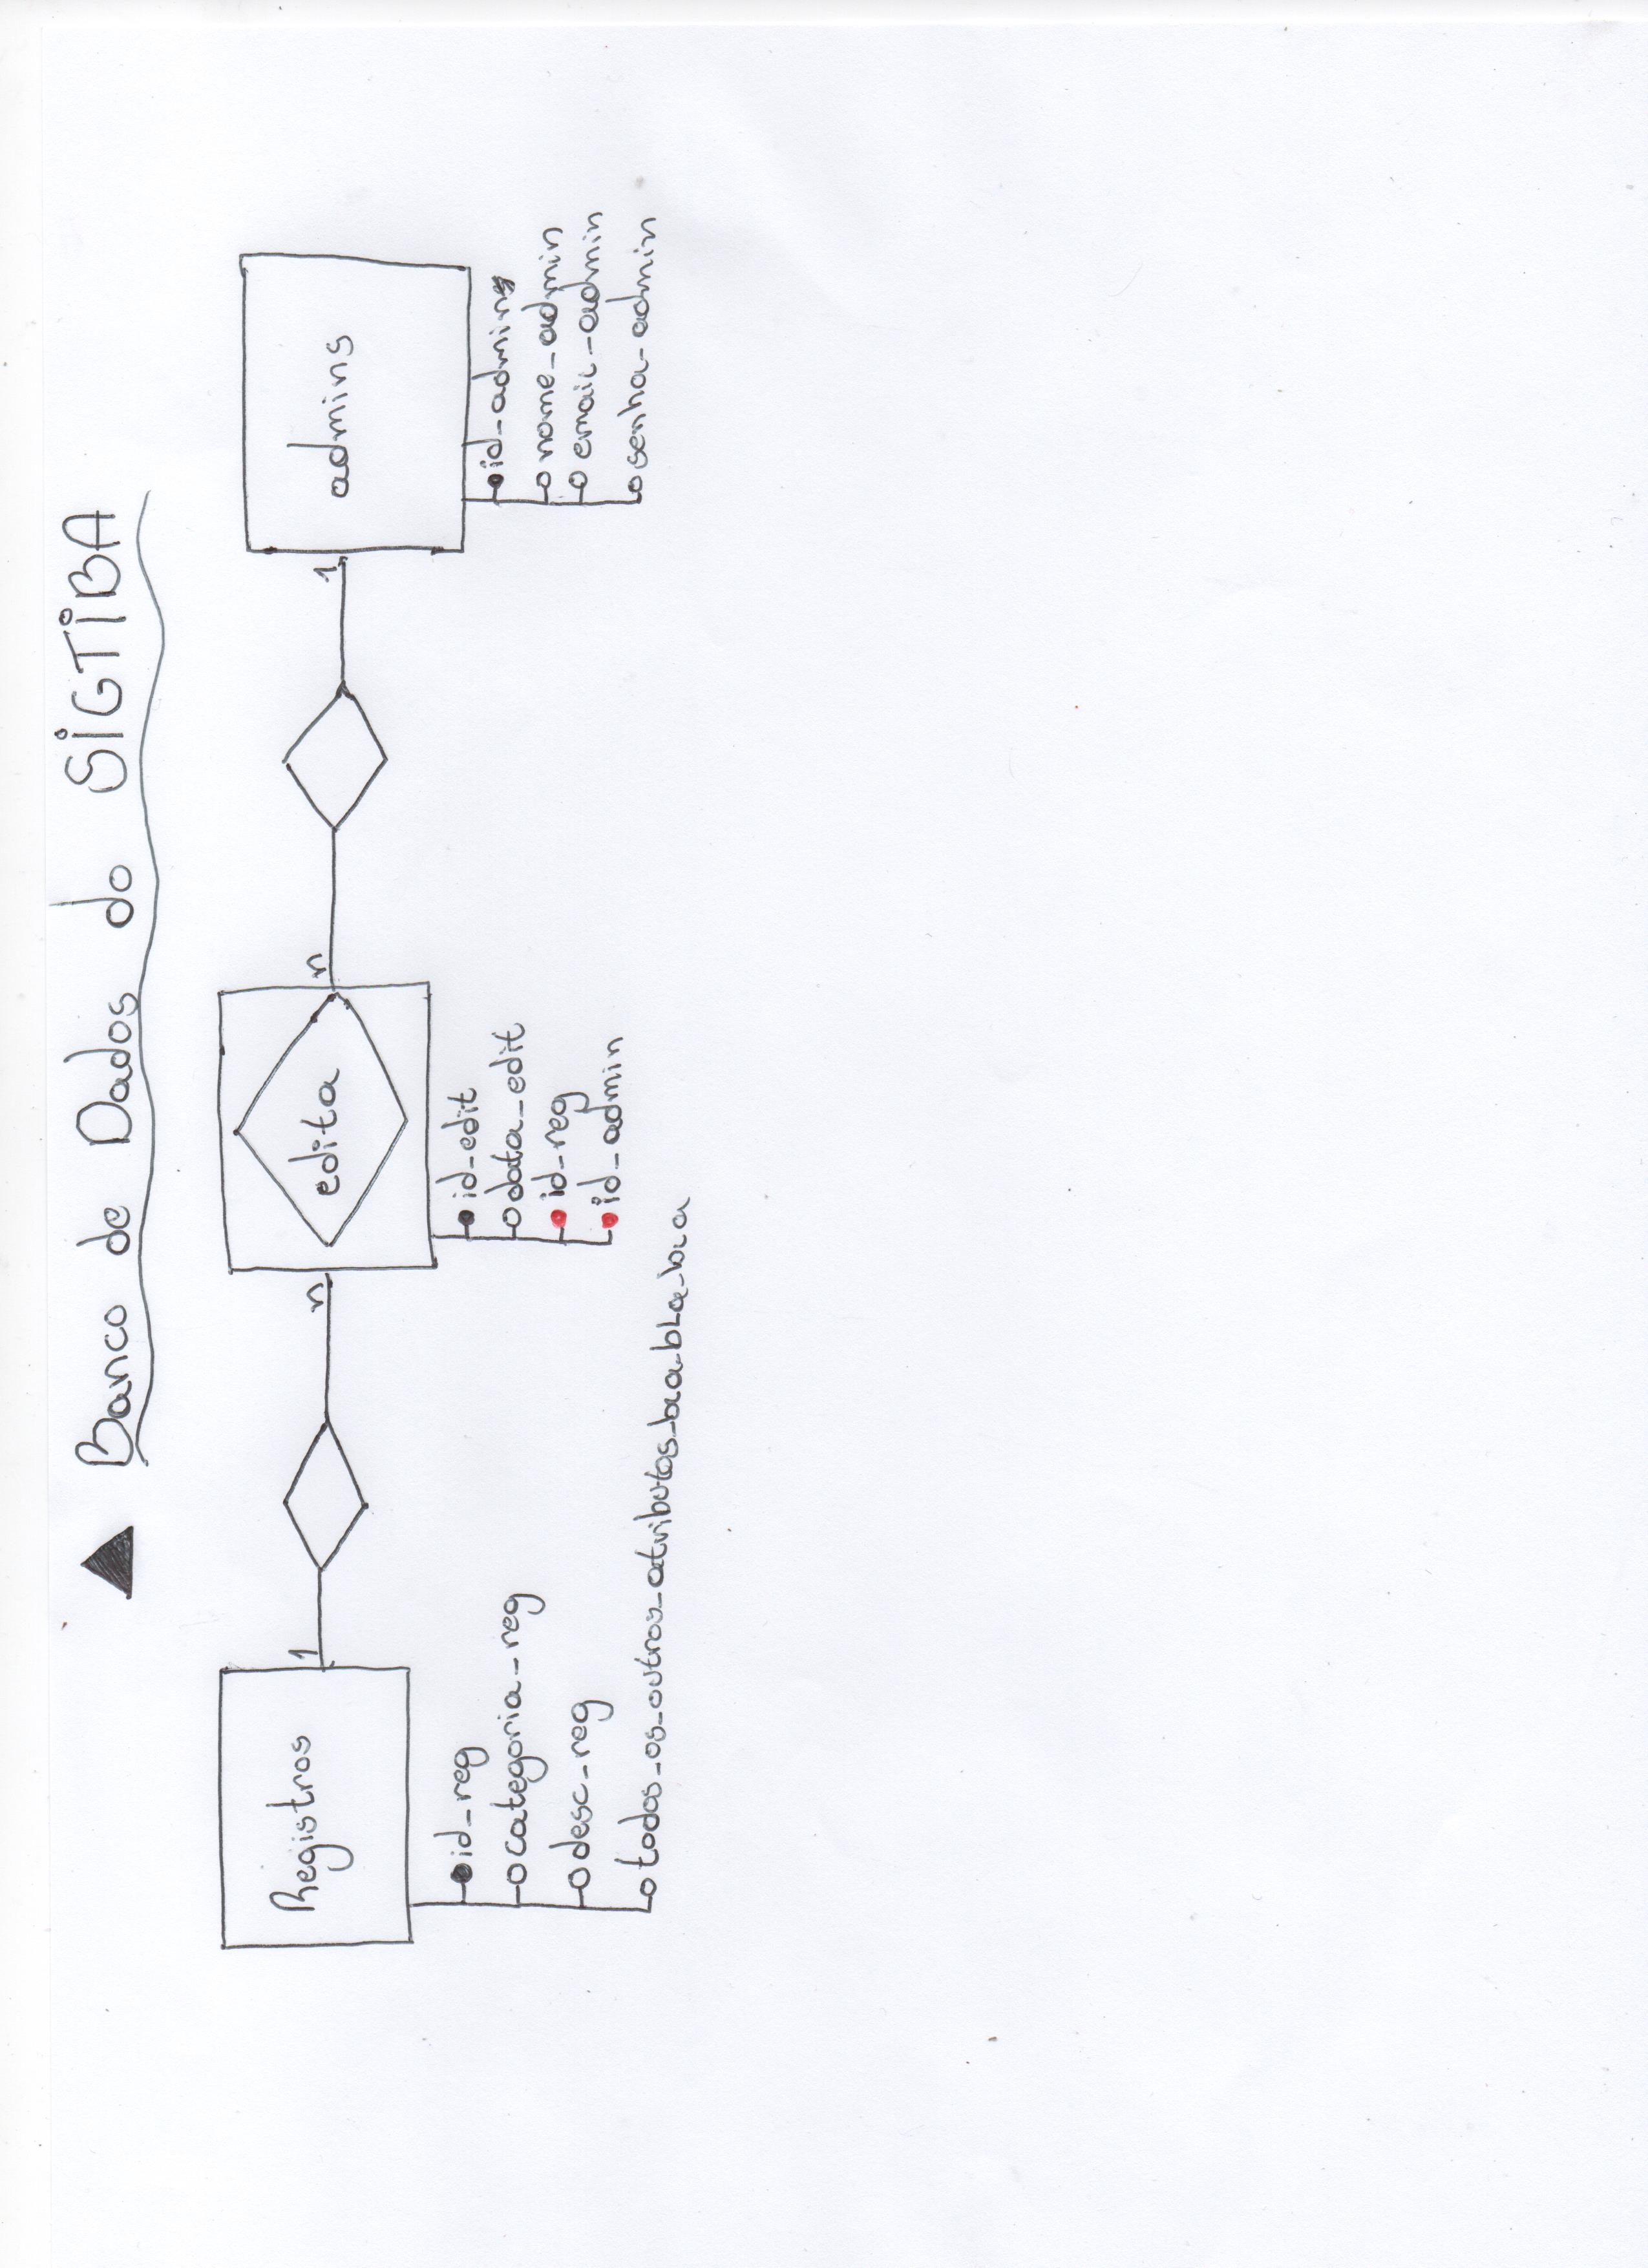 Banco de Dados do SIGTIBA
Registros
1
n
edita
n
1
admins
id_reg
categoria_reg
desc_reg
todos_os_outros_atributos_bla_bla_bla
id_edit
data_edit
id_reg
id_admin
id_admins
nome_admin
email_admin
senha_admin